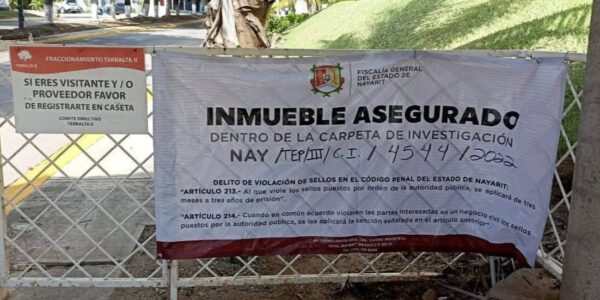 FRACCIONAMIENTO TERRALTA II
TERRALTA II
SI ERES VISITANTE Y / O
PROVEEDOR FAVOR
DE REGISTRARTE EN CASETA
COMITE DIRECTIVO
TERRALTA II
FISCALÍA GENERAL
DEL ESTADO DE
NAYARIT
INMUEBLE ASEGURADO
DENTRO DE LA CARPETA DE INVESTIGACIÓN
NAY /TEP/III/C.I./4544/2022
DELITO DE VIOLACIÓN DE SELLOS EN EL CÓDIGO PENAL DEL ESTADO DE NAYARIT:
"ARTÍCULO 213.- Al que viole los sellos puestos por orden de la autoridad pública, se aplicará de tres
meses a tres años de prisión".
"ARTÍCULO 214.- Cuando en común acuerdo violaren las partes interesadas en un negocio civil los sellos
puestos por la autoridad pública, se les aplicará la sanción señalada en el artículo anterior".